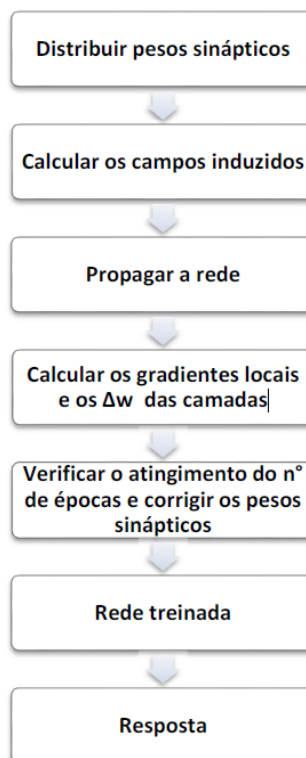 Distribuir pesos sinápticos
Calcular os campos induzidos
Propagar a rede
Calcular os gradientes locais
e os Δw das camadas
Verificar o atingimento do n°
de épocas e corrigir os pesos
sinápticos
Rede treinada
Resposta